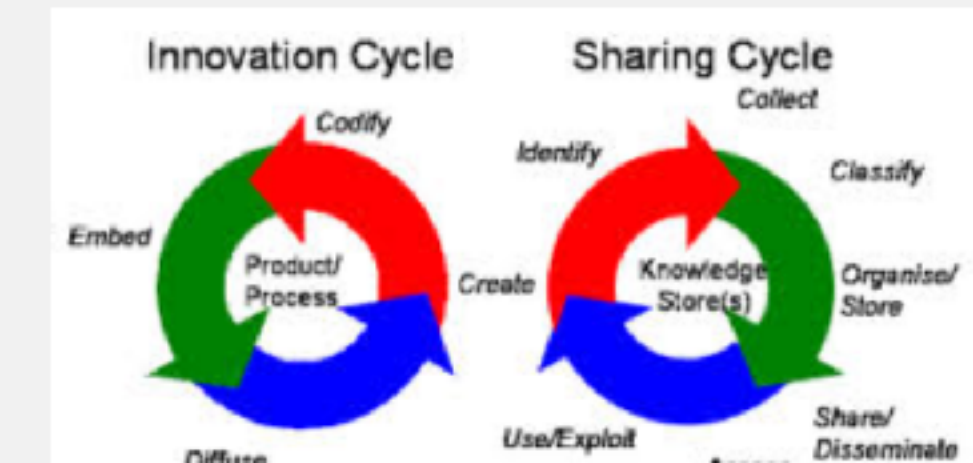 Innovation Cycle
Sharing Cycle
Collect
Codify
Identify
Classify
Embed
Product/
Process
Create
Knowledge
Store(s)
Organise/
Store
Use/Exploit
Share/
Disseminate
Diffuse